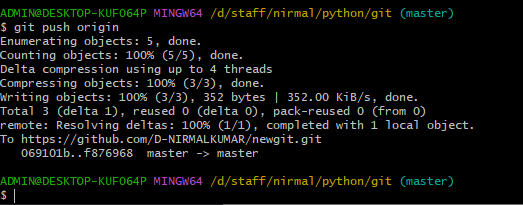 ADMIN@DESKTOP-KUFO64P MINGW64 /d/staff/nirmal/python/git (master)
$ git push origin
Enumerating objects: 5, done.
Counting objects: 100% (5/5), done.
Delta compression using up to 4 threads
Compressing objects: 100% (3/3), done.
Writing objects: 100% (3/3), 352 bytes | 352.00 KiB/s, done.
Total 3 (delta 1), reused 0 (delta 0), pack-reused 0 (from 0)
remote: Resolving deltas: 100% (1/1), completed with 1 local object.
To https://github.com/D-NIRMALKUMAR/newgit.git
   069101b..f876968  master -> master
ADMIN@DESKTOP-KUFO64P MINGW64 /d/staff/nirmal/python/git (master)
$